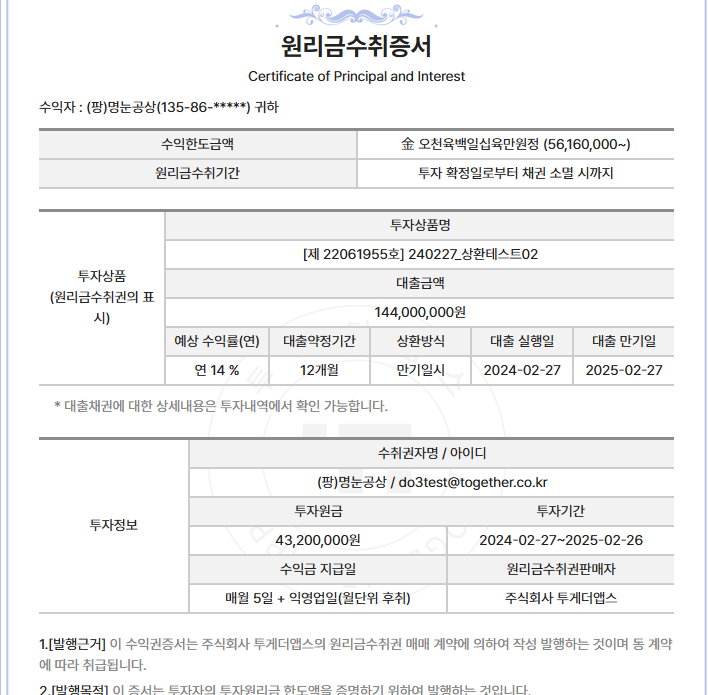 원리금수취증서
Certificate of Principal and Interest
수익자 : (팡)명눈공상(135-86-*****) 귀하
수익한도금액 金 오천육백일십육만원정 (56,160,000~)
원리금수취기간 투자 확정일로부터 채권 소멸 시까지
투자상품
(원리금수취권의 표
시)
투자상품명
[제 22061955호] 240227_상환테스트02
대출금액
144,000,000원
예상 수익률(연) 대출약정기간 상환방식 대출 실행일 대출 만기일
연 14 % 12개월 만기일시 2024-02-27 2025-02-27
* 대출채권에 대한 상세내용은 투자내역에서 확인 가능합니다.
투자정보
수취권자명 / 아이디
(팡)명눈공상 / do3test@together.co.kr
투자원금 투자기간
43,200,000원 2024-02-27~2025-02-26
수익금 지급일 원리금수취권판매자
매월 5일 + 익영업일(월단위 후취) 주식회사 투게더앱스
1.[발행근거] 이 수익권증서는 주식회사 투게더앱스의 원리금수취권 매매 계약에 의하여 작성 발행하는 것이며 동 계약
에 따라 취급됩니다.
2.[발행목적] 이 증서는 투자자의 투자원리금 한도액을 증명하기 위하여 발행하는 것입니다.